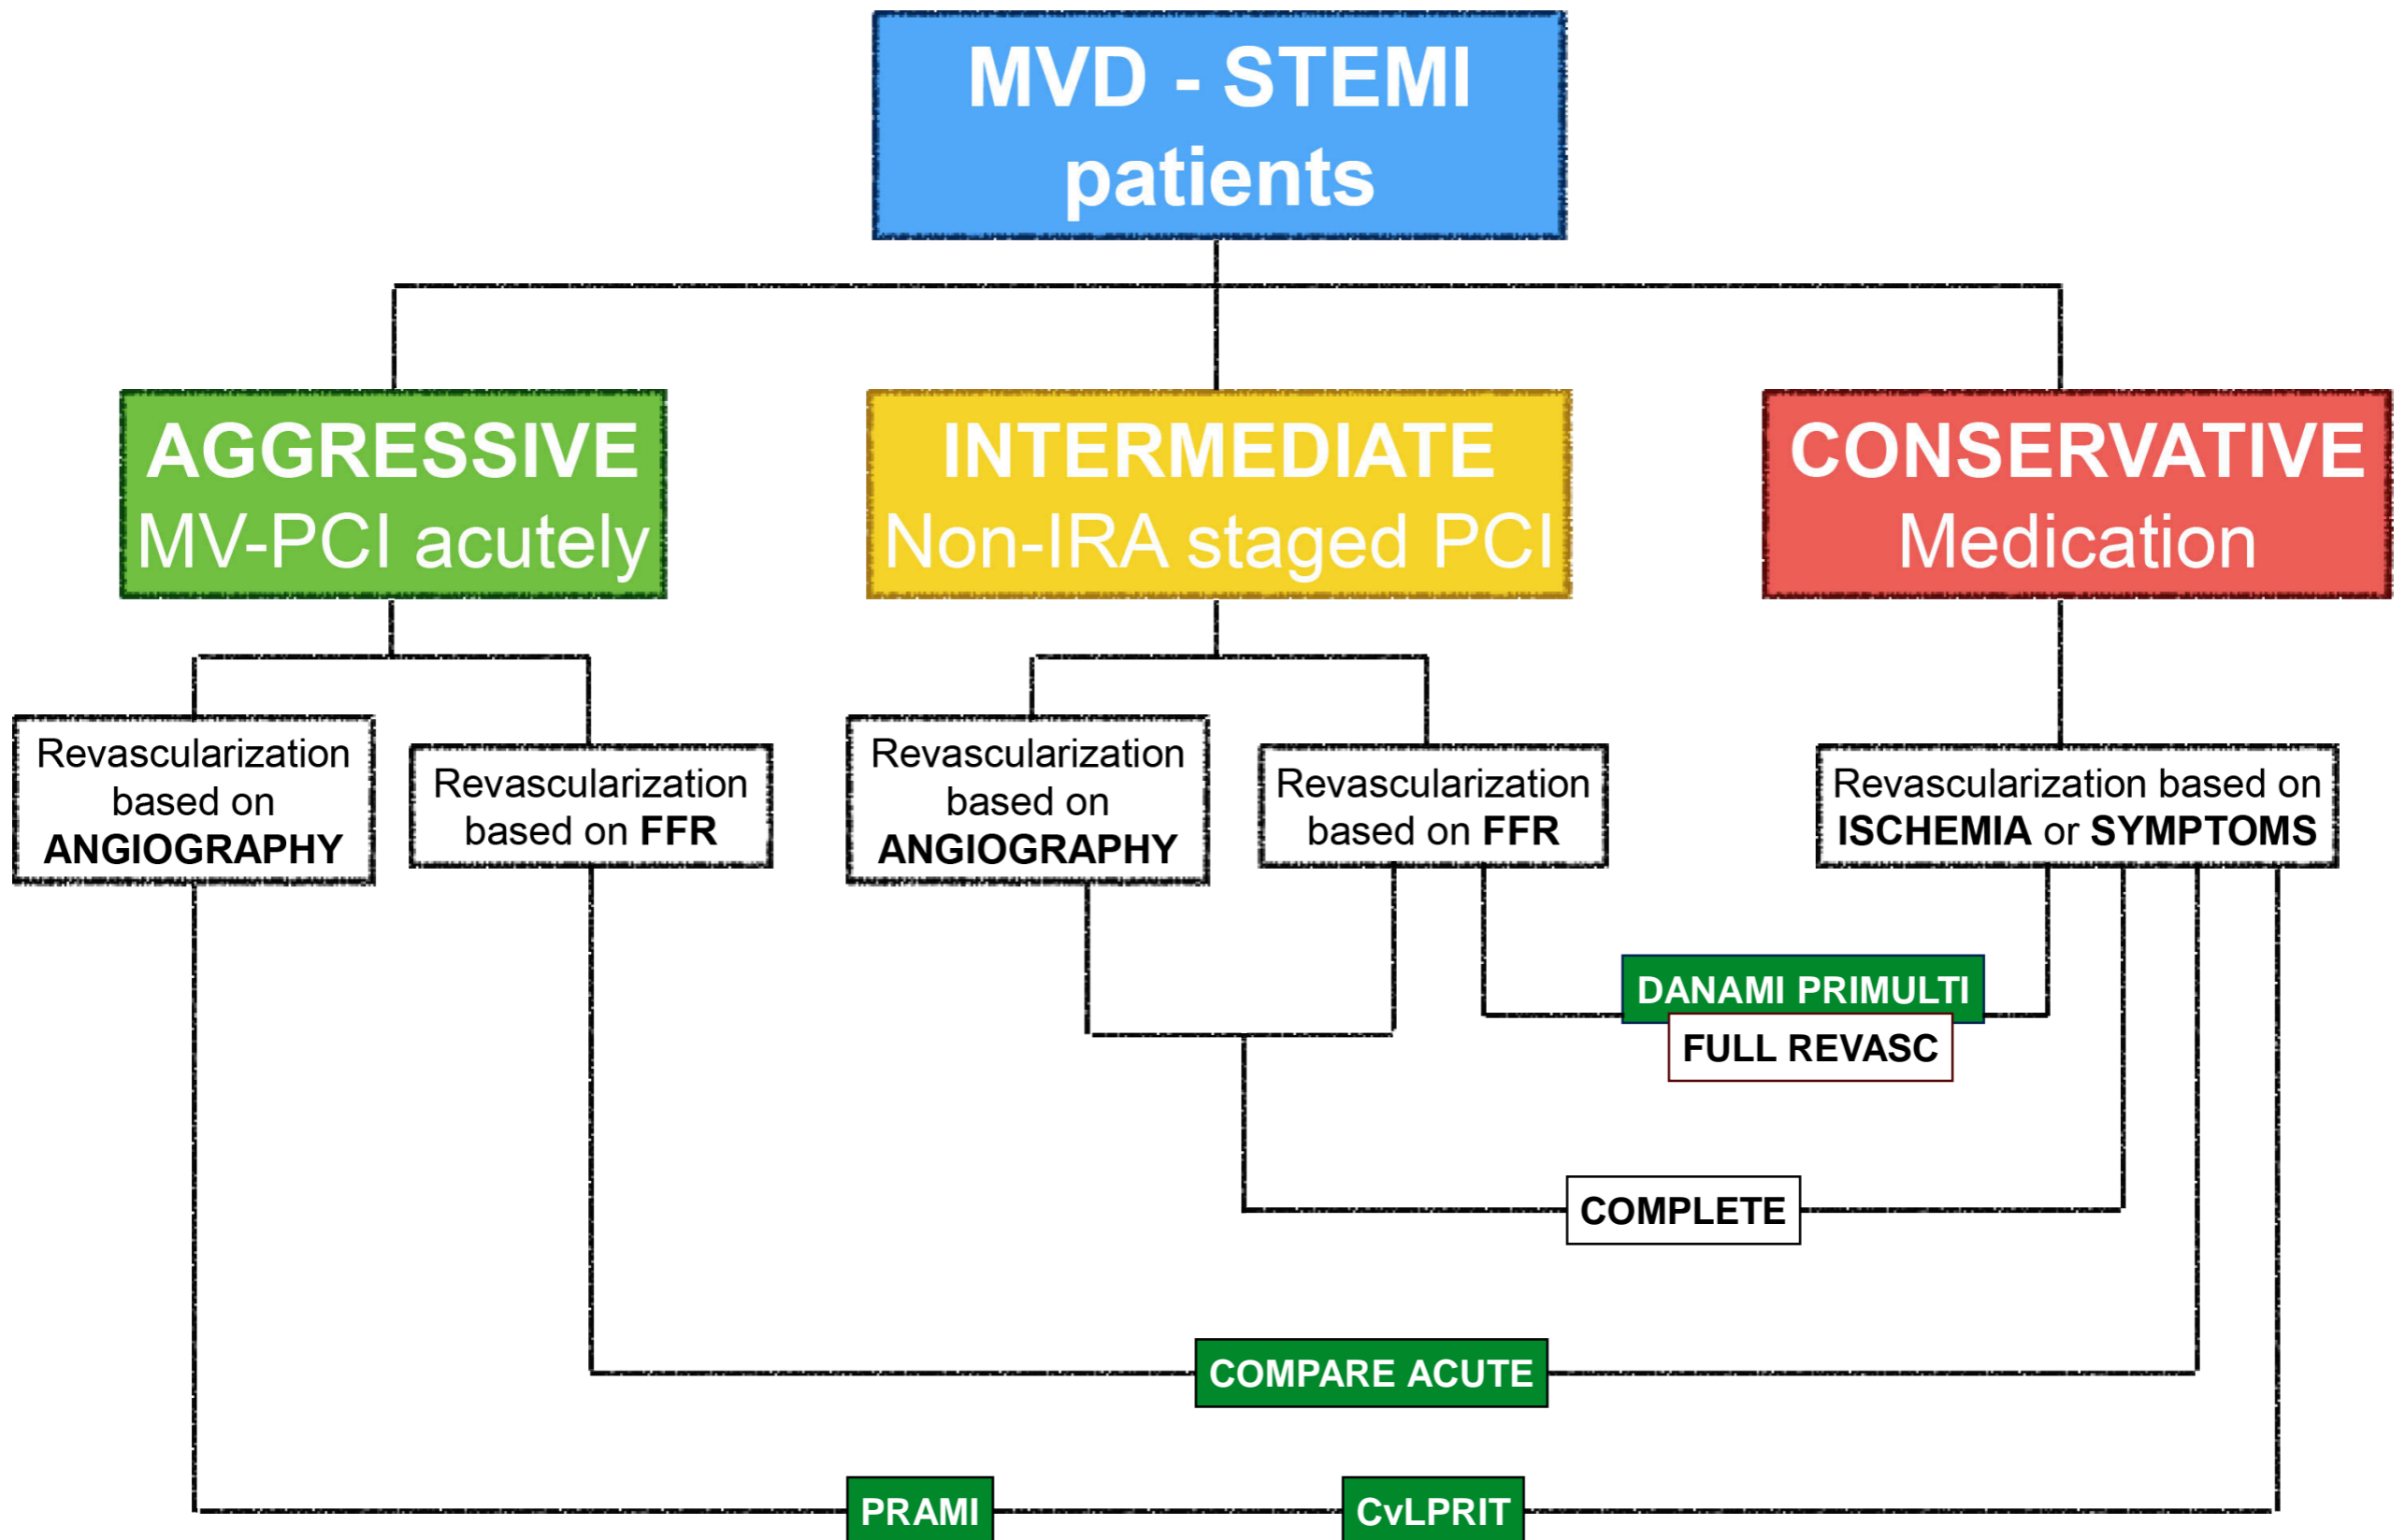 MVD - STEMI
patients
AGGRESSIVE
MV-PCI acutely
INTERMEDIATE
Non-IRA staged PCI
CONSERVATIVE
Medication
Revascularization
based on
ANGIOGRAPHY
Revascularization
based on FFR
Revascularization
based on
ANGIOGRAPHY
Revascularization
based on FFR
Revascularization based on
ISCHEMIA or SYMPTOMS
DANAMI PRIMULTI
FULL REVASC
COMPLETE
COMPARE ACUTE
PRAMI
CvLPRIT